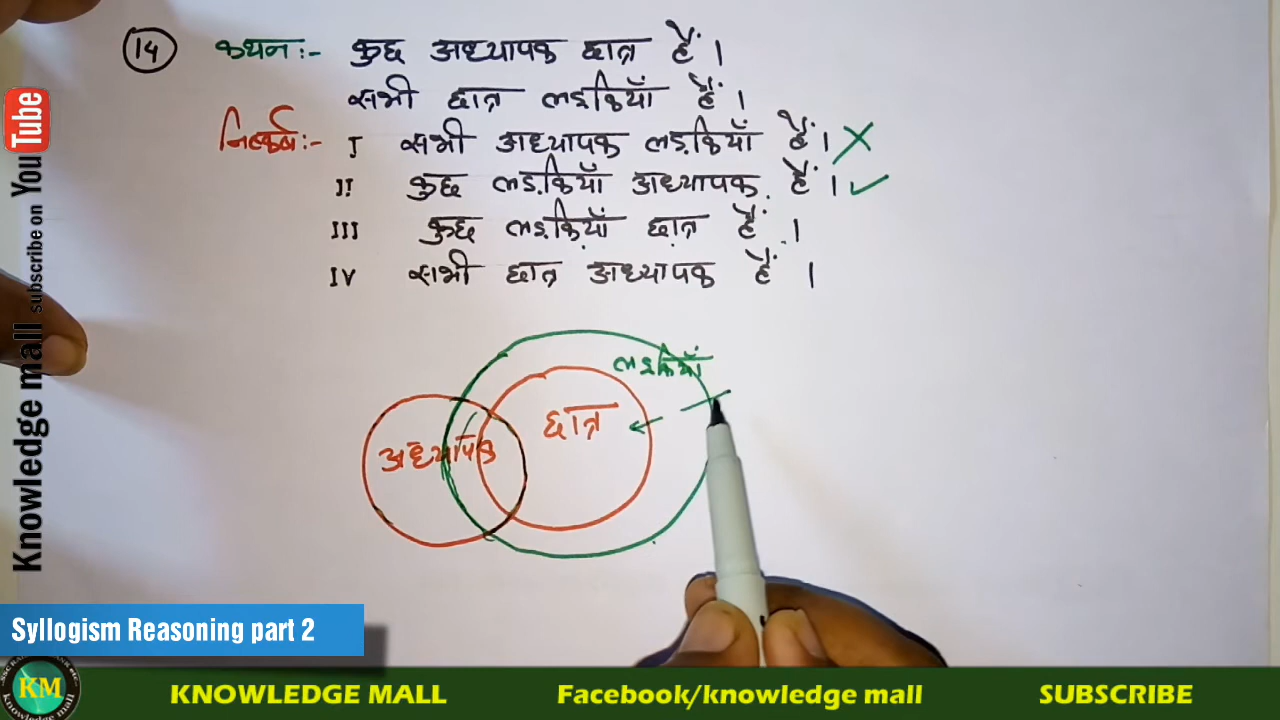 14 कथन :- कुछ अध्यापक छात्र हैं ।
सभी छात्र लड़कियाँ हैं ।
निष्कर्ष :- I सभी अध्यापक लड़कियाँ हैं ।
II कुछ लड़कियाँ अध्यापक हैं ।
III कुछ लड़कियाँ छात्र हैं ।
IV सभी छात्र अध्यापक हैं ।
लड़कियाँ
छात्र
अध्यापक
Knowledge mall subscribe on YouTube
Syllogism Reasoning part 2
KM
KNOWLEDGE MALL Facebook/knowledge mall SUBSCRIBE